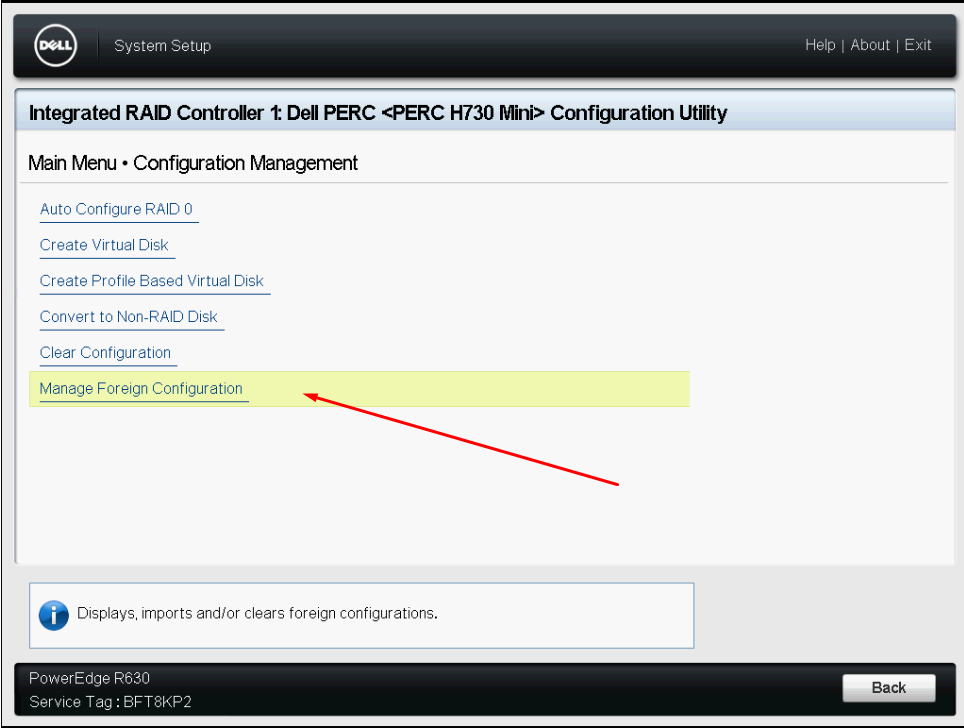 DELL
System Setup
Help | About | Exit
Integrated RAID Controller 1: Dell PERC <PERC H730 Mini> Configuration Utility
Main Menu • Configuration Management
Auto Configure RAID 0
Create Virtual Disk
Create Profile Based Virtual Disk
Convert to Non-RAID Disk
Clear Configuration
Manage Foreign Configuration
Displays, imports and/or clears foreign configurations.
PowerEdge R630
Service Tag : BFT8KP2
Back